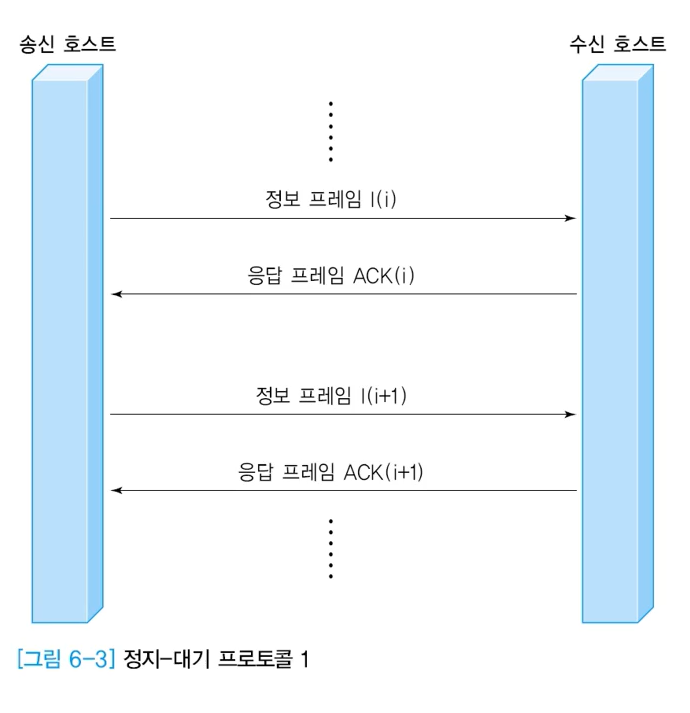 송신 호스트
수신 호스트
정보 프레임 I(i)
응답 프레임 ACK(i)
정보 프레임 I(i+1)
응답 프레임 ACK(i+1)
[그림 6-3] 정지-대기 프로토콜 1